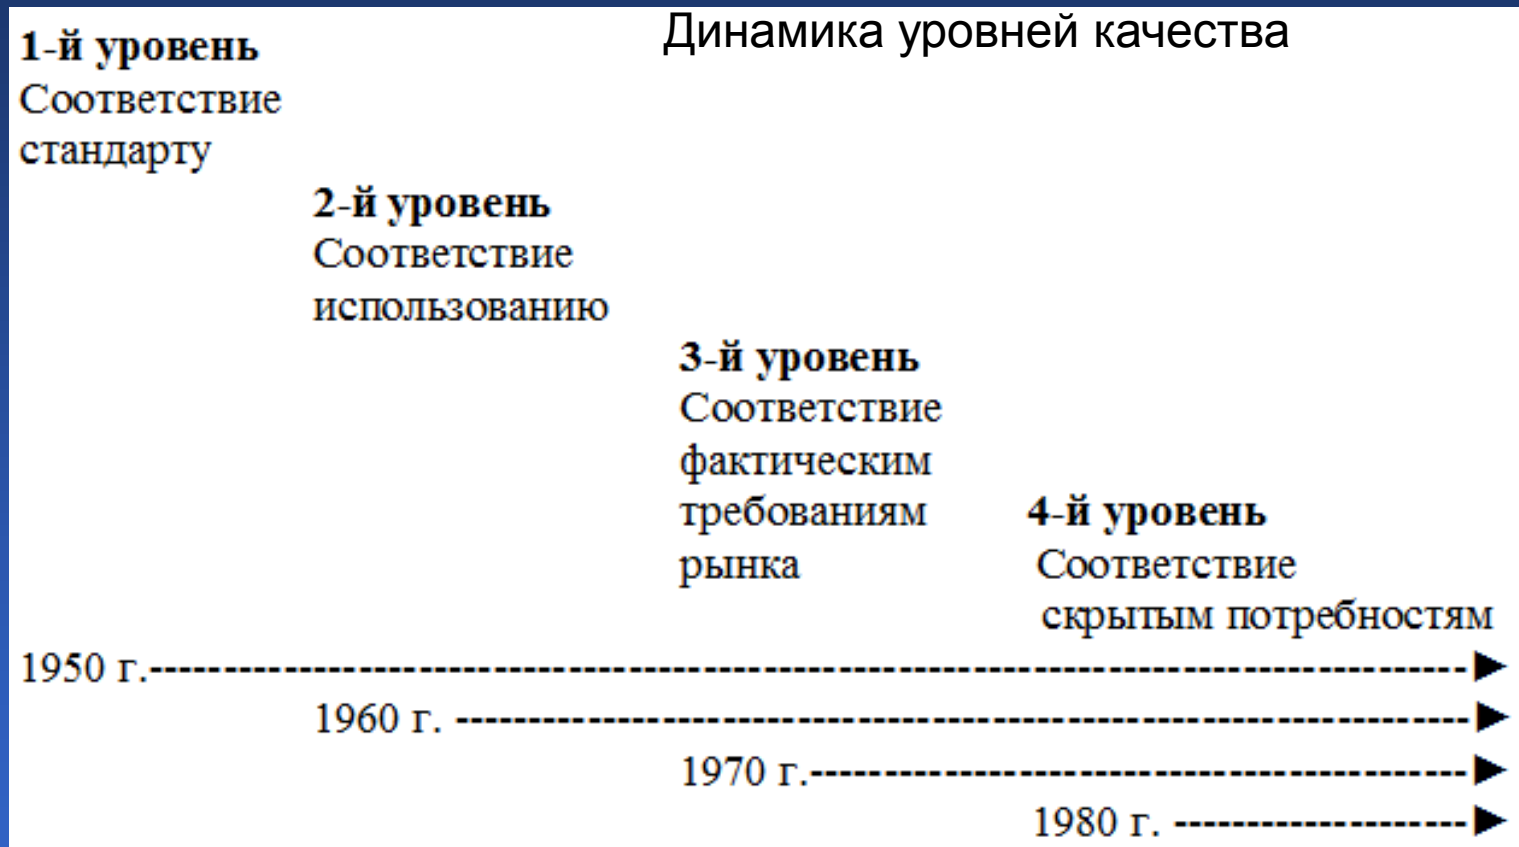 Динамика уровней качества
1-й уровень
Соответствие
стандарту
2-й уровень
Соответствие
использованию
3-й уровень
Соответствие
фактическим
требованиям
рынка
4-й уровень
Соответствие
скрытым потребностям
1950 г.
1960 г.
1970 г.
1980 г.